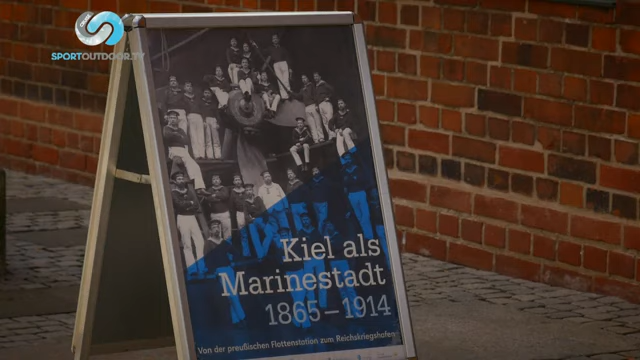 SPORTOUTDOOR.TV
Kiel als
Marinestadt
1865–1914
Von der preußischen Flottenstation zum Reichskriegshafen